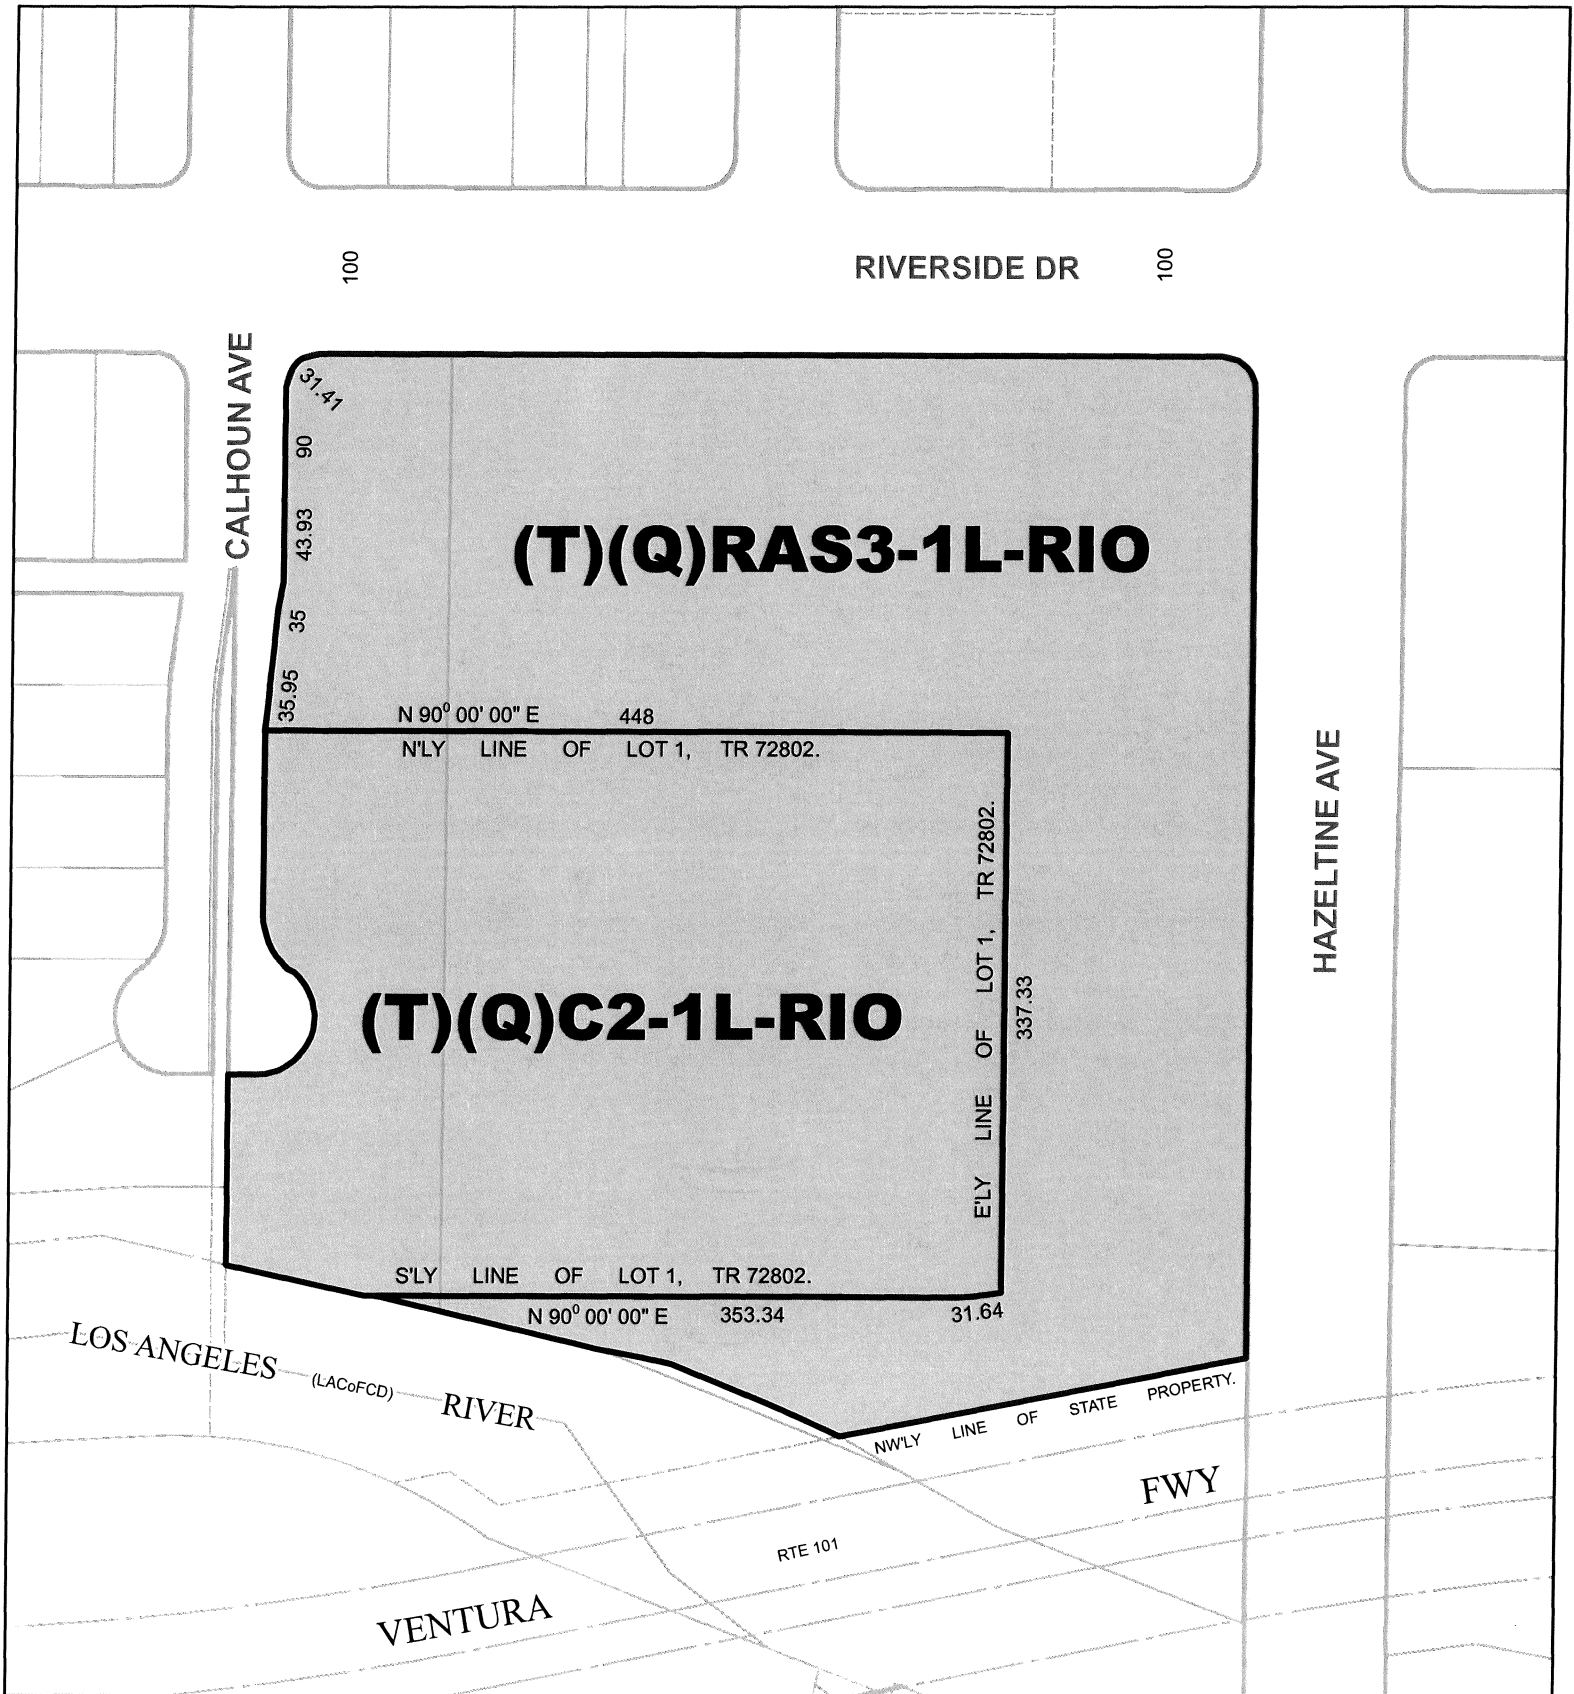 100
RIVERSIDE DR
100
CALHOUN AVE
31.41
90
43.93
(T)(Q)RAS3-1L-RIO
35
35.95
N 90⁰ 00' 00" E 448
N'LY LINE OF LOT 1, TR 72802.
HAZELTINE AVE
E'LY LINE OF LOT 1, TR 72802.
337.33
(T)(Q)C2-1L-RIO
S'LY LINE OF LOT 1, TR 72802.
N 90⁰ 00' 00" E 353.34
31.64
LOS ANGELES (LACoFCD) RIVER
NW'LY LINE OF STATE PROPERTY.
FWY
RTE 101
VENTURA